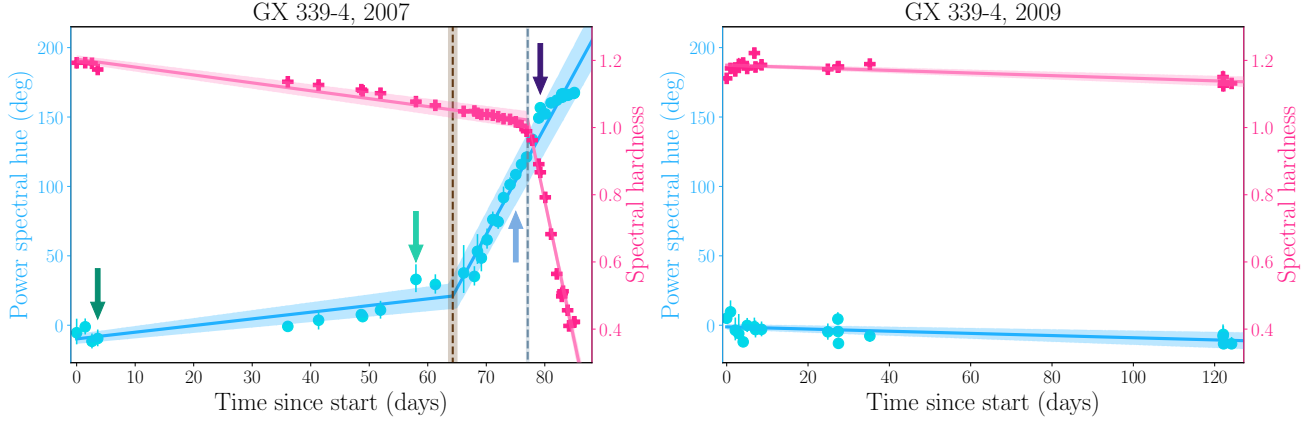 GX 339-4, 2007
Power spectral hue (deg)
200
150
100
50
0
1.2
1.0
0.8
0.6
0.4
Spectral hardness
0 10 20 30 40 50 60 70 80
Time since start (days)
GX 339-4, 2009
Power spectral hue (deg)
200
150
100
50
0
1.2
1.0
0.8
0.6
0.4
Spectral hardness
0 20 40 60 80 100 120
Time since start (days)